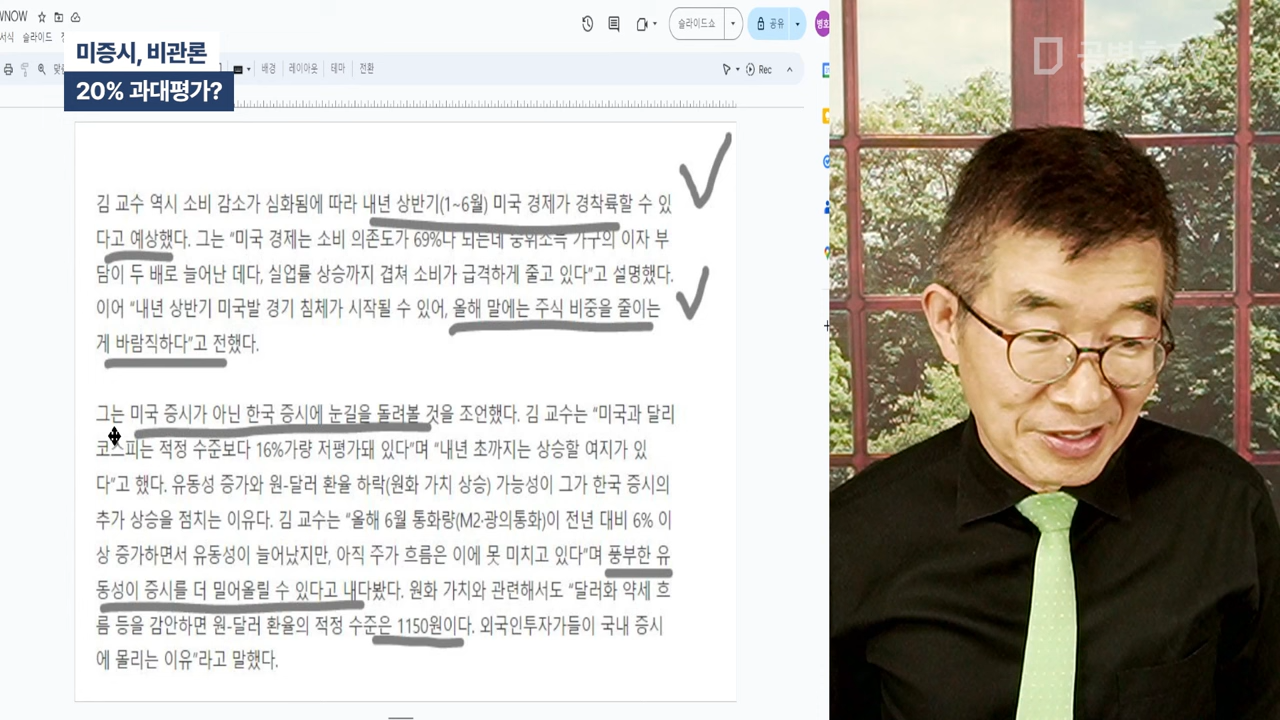 WNOW
서식 슬라이드
슬라이드쇼
공유
병호
미증시, 비관론
20% 과대평가?
배경 레이아웃 테마 전환
Rec
김 교수 역시 소비 감소가 심화됨에 따라 내년 상반기(1~6월) 미국 경제가 경착륙할 수 있
다고 예상했다. 그는 “미국 경제는 소비 의존도가 69%나 되는데 중위소득 가구의 이자 부
담이 두 배로 늘어난 데다, 실업률 상승까지 겹쳐 소비가 급격하게 줄고 있다”고 설명했다.
이어 “내년 상반기 미국발 경기 침체가 시작될 수 있어, 올해 말에는 주식 비중을 줄이는
게 바람직하다”고 전했다.
그는 미국 증시가 아닌 한국 증시에 눈길을 돌려볼 것을 조언했다. 김 교수는 “미국과 달리
코스피는 적정 수준보다 16%가량 저평가돼 있다”며 “내년 초까지는 상승할 여지가 있
다”고 했다. 유동성 증가와 원-달러 환율 하락(원화 가치 상승) 가능성이 그가 한국 증시의
추가 상승을 점치는 이유다. 김 교수는 “올해 6월 통화량(M2·광의통화)이 전년 대비 6% 이
상 증가하면서 유동성이 늘어났지만, 아직 주가 흐름은 이에 못 미치고 있다”며 풍부한 유
동성이 증시를 더 밀어올릴 수 있다고 내다봤다. 원화 가치와 관련해서도 “달러화 약세 흐
름 등을 감안하면 원-달러 환율의 적정 수준은 1150원이다. 외국인투자가들이 국내 증시
에 몰리는 이유”라고 말했다.
공병호TV